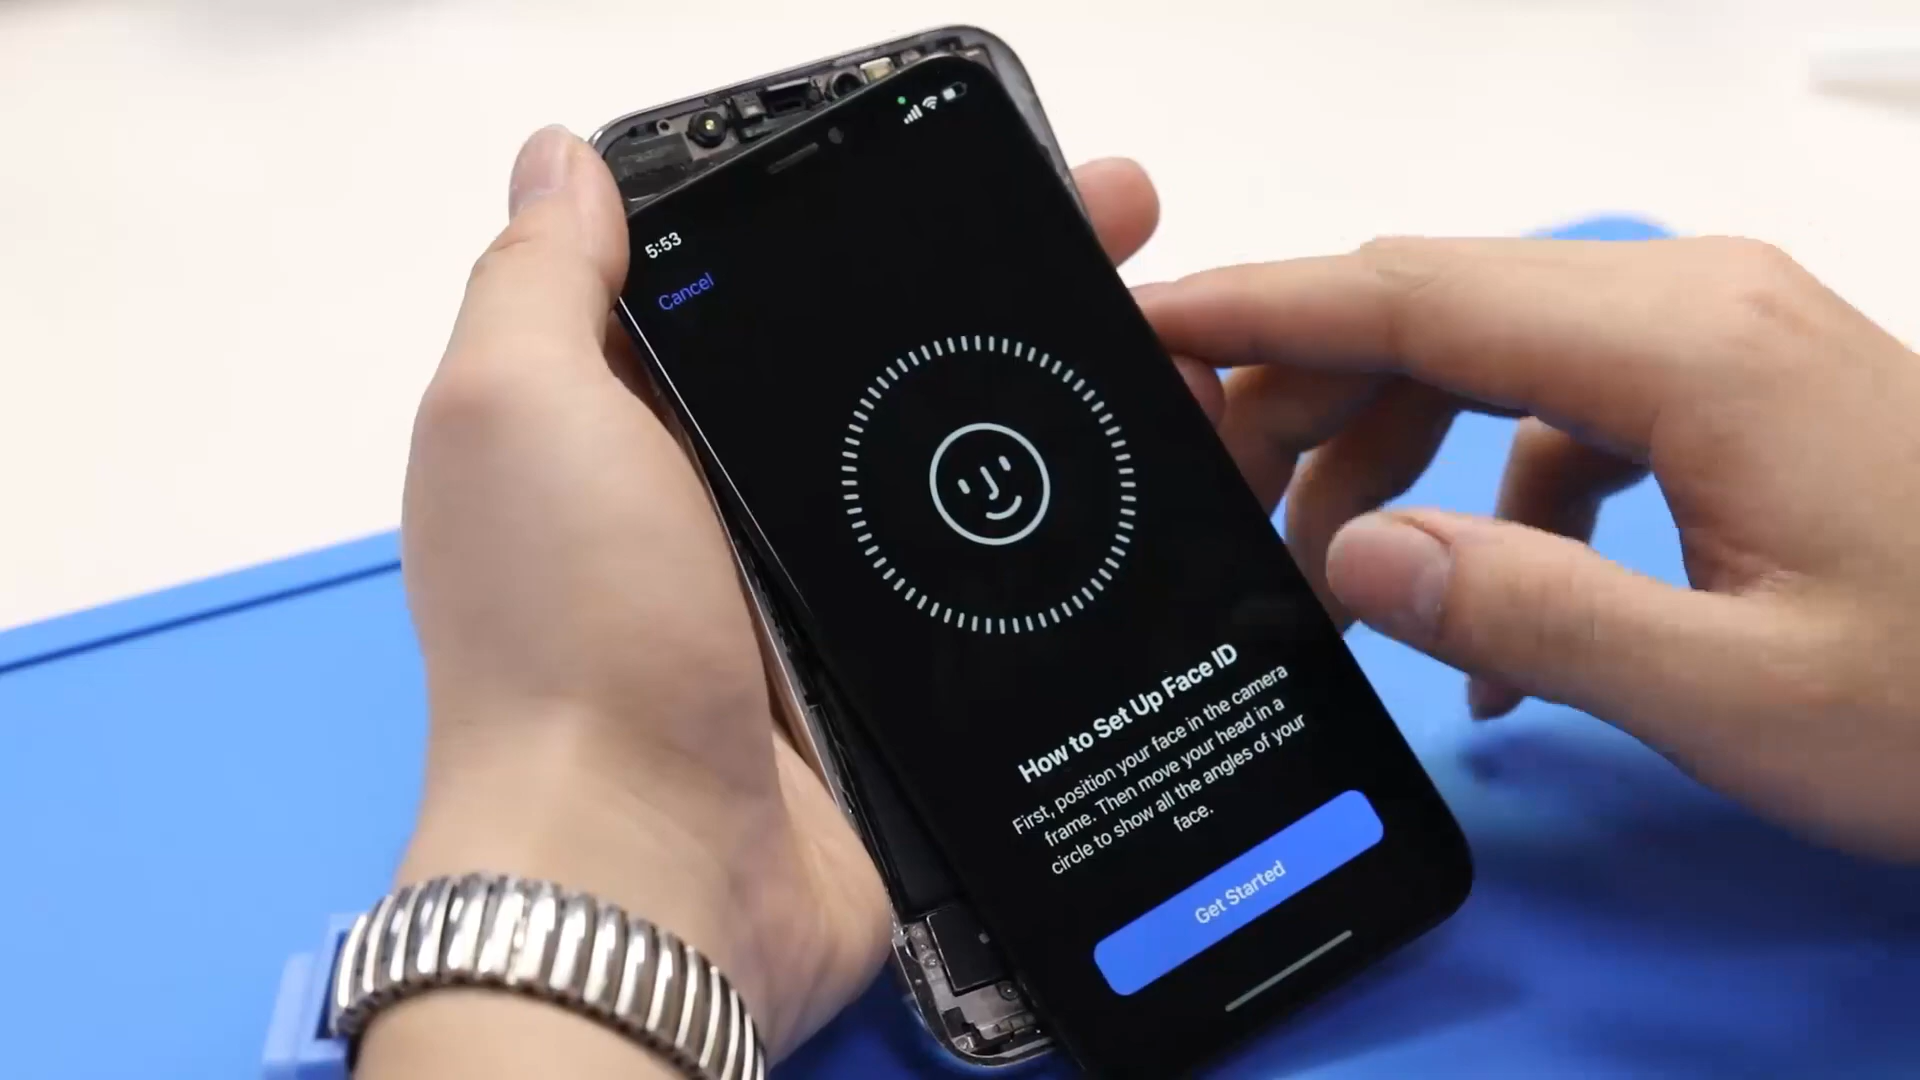 5:53
Cancel
How to Set Up Face ID
First, position your face in the camera
frame. Then move your head in a
circle to show all the angles of your
face.
Get Started